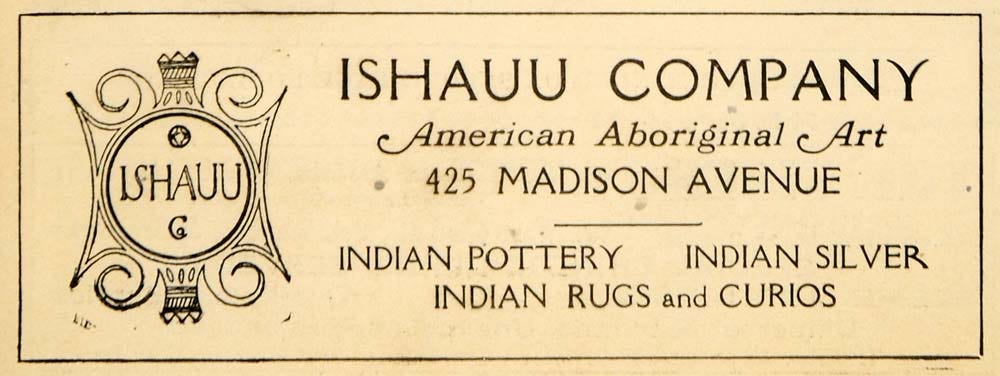 ISHAUU
C
ISHAUU COMPANY
American Aboriginal Art
425 MADISON AVENUE
INDIAN POTTERY INDIAN SILVER
INDIAN RUGS and CURIOS